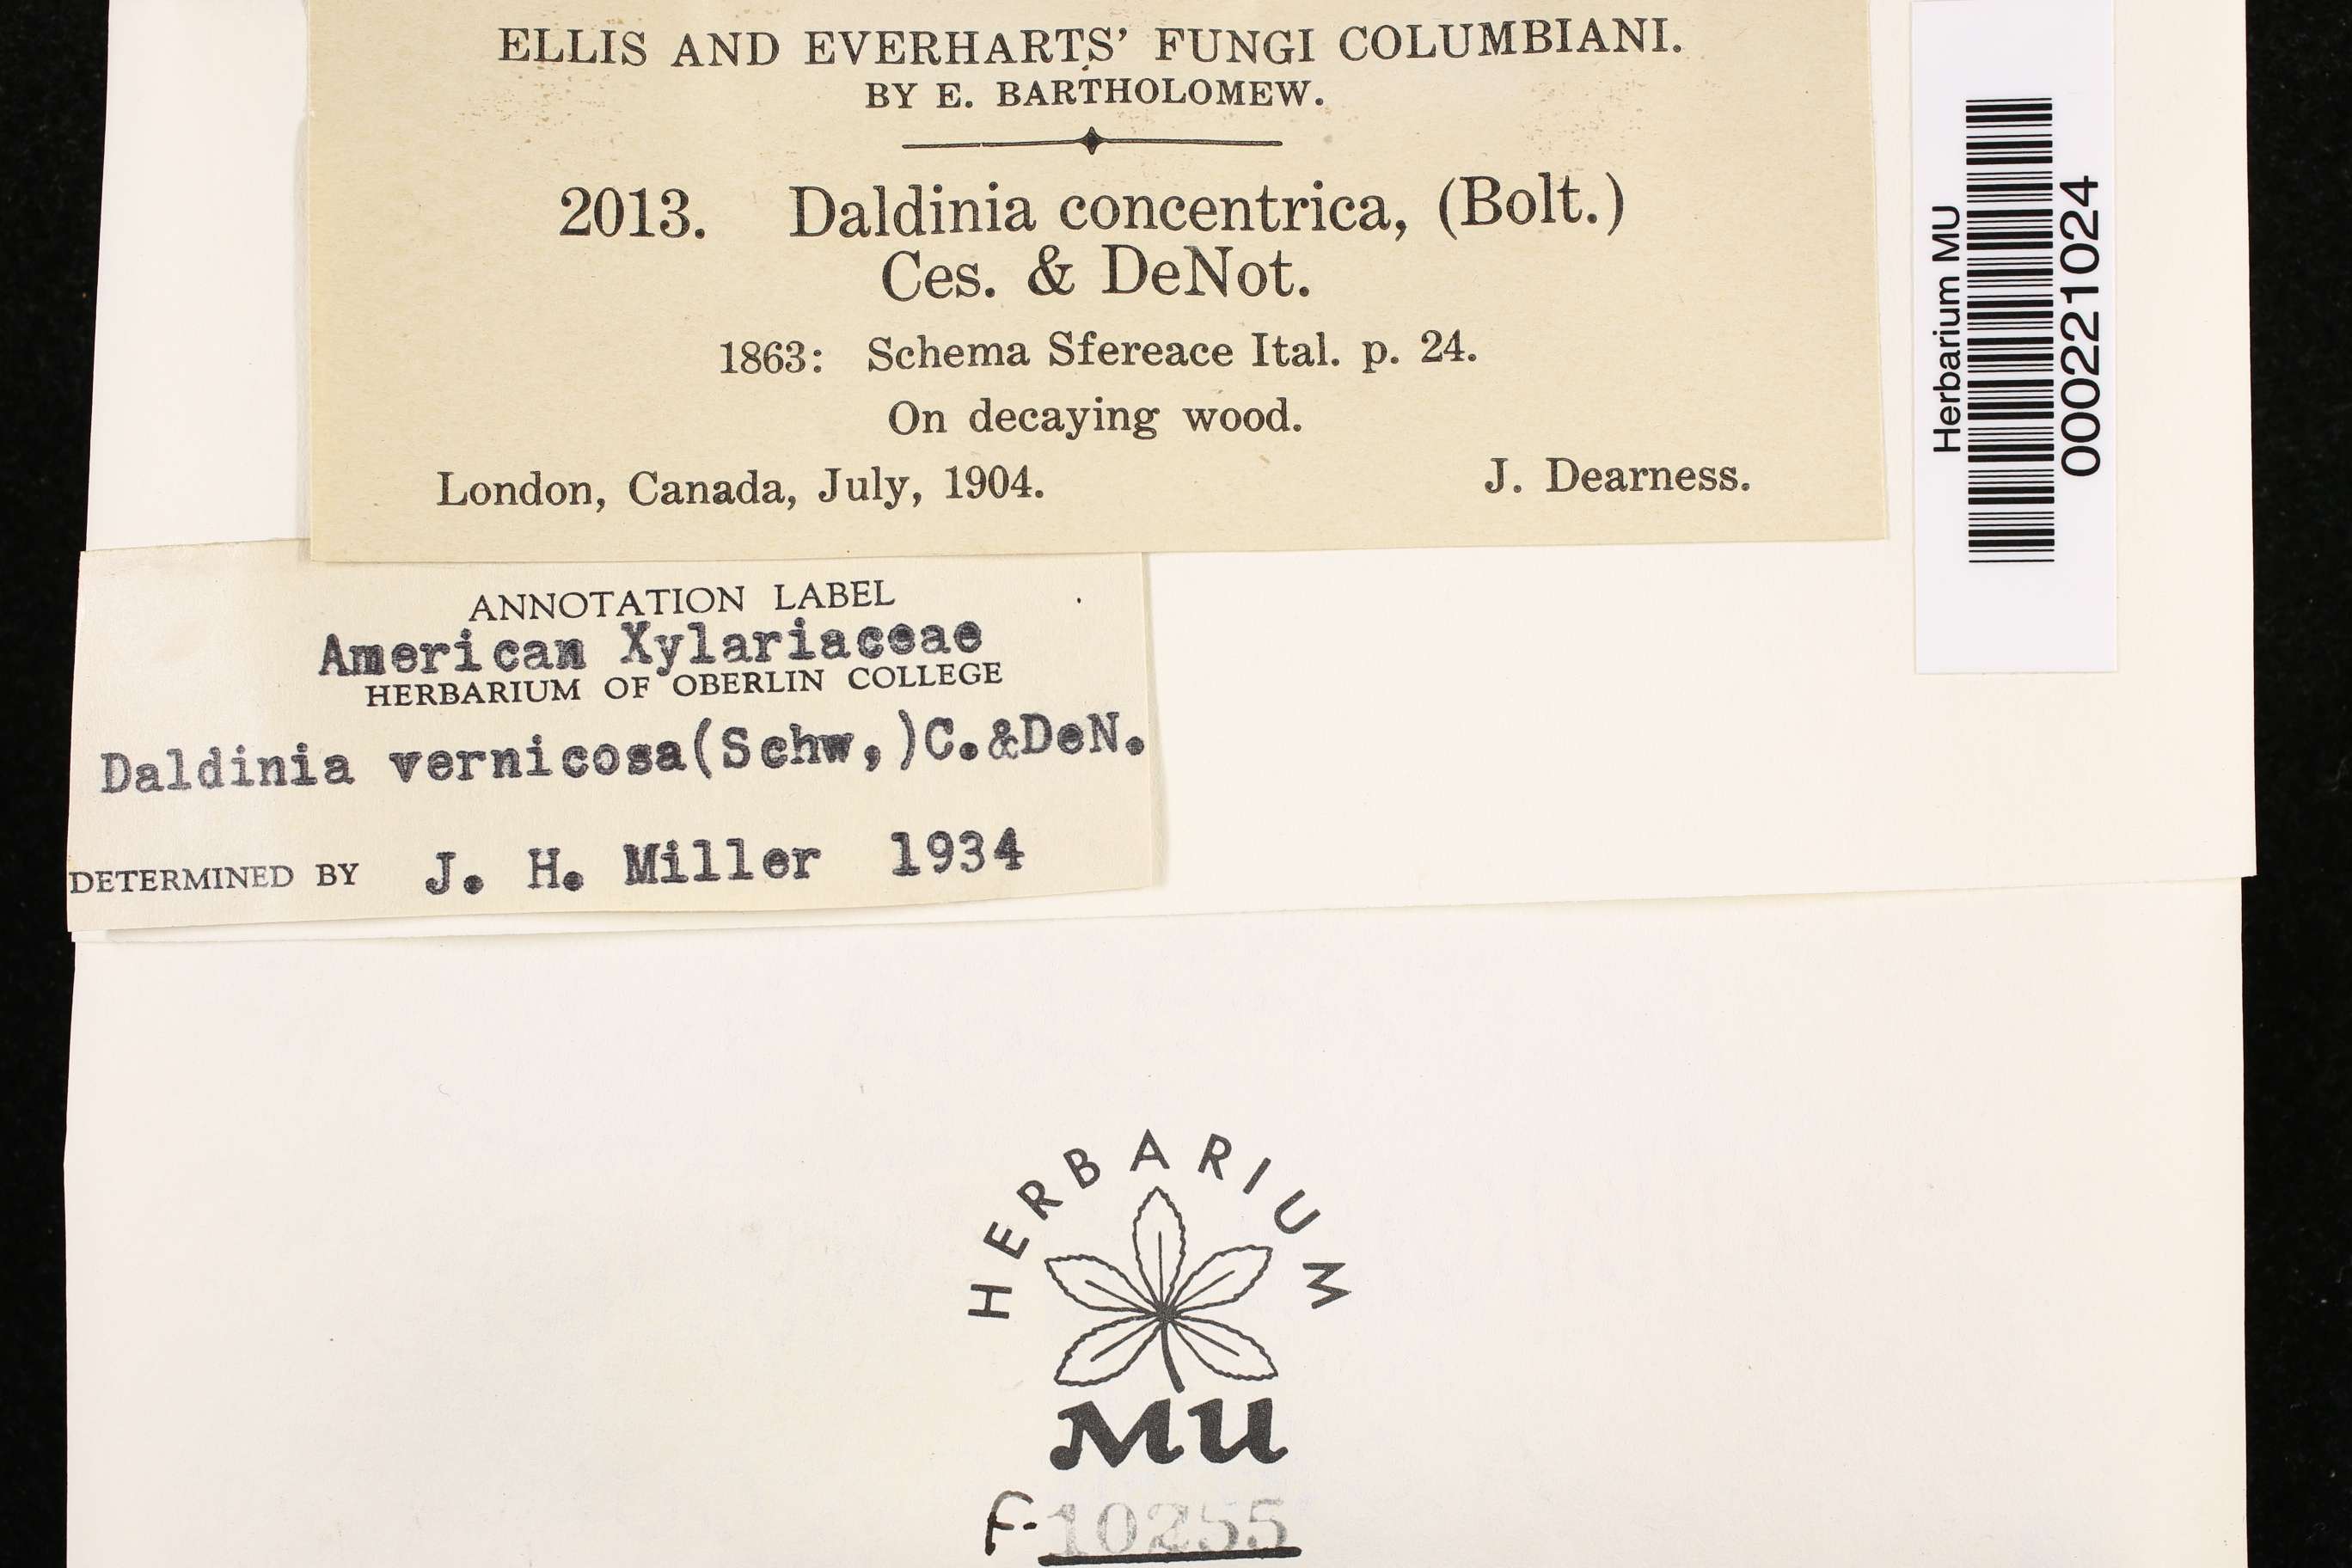 ELLIS AND EVERHARTS' FUNGI COLUMBIANI.
BY E. BARTHOLOMEW.
2013. Daldinia concentrica, (Bolt.)
Ces. & DeNot.
1863: Schema Sfereace Ital. p. 24.
On decaying wood.
London, Canada, July, 1904. J. Dearness.
Herbarium MU
000221024
ANNOTATION LABEL
American Xylariaceae
HERBARIUM OF OBERLIN COLLEGE
Daldinia vernicosa(Schw,)C.&DeN.
DETERMINED BY J. H. Miller 1934
HERBARIUM
MU
F-10255